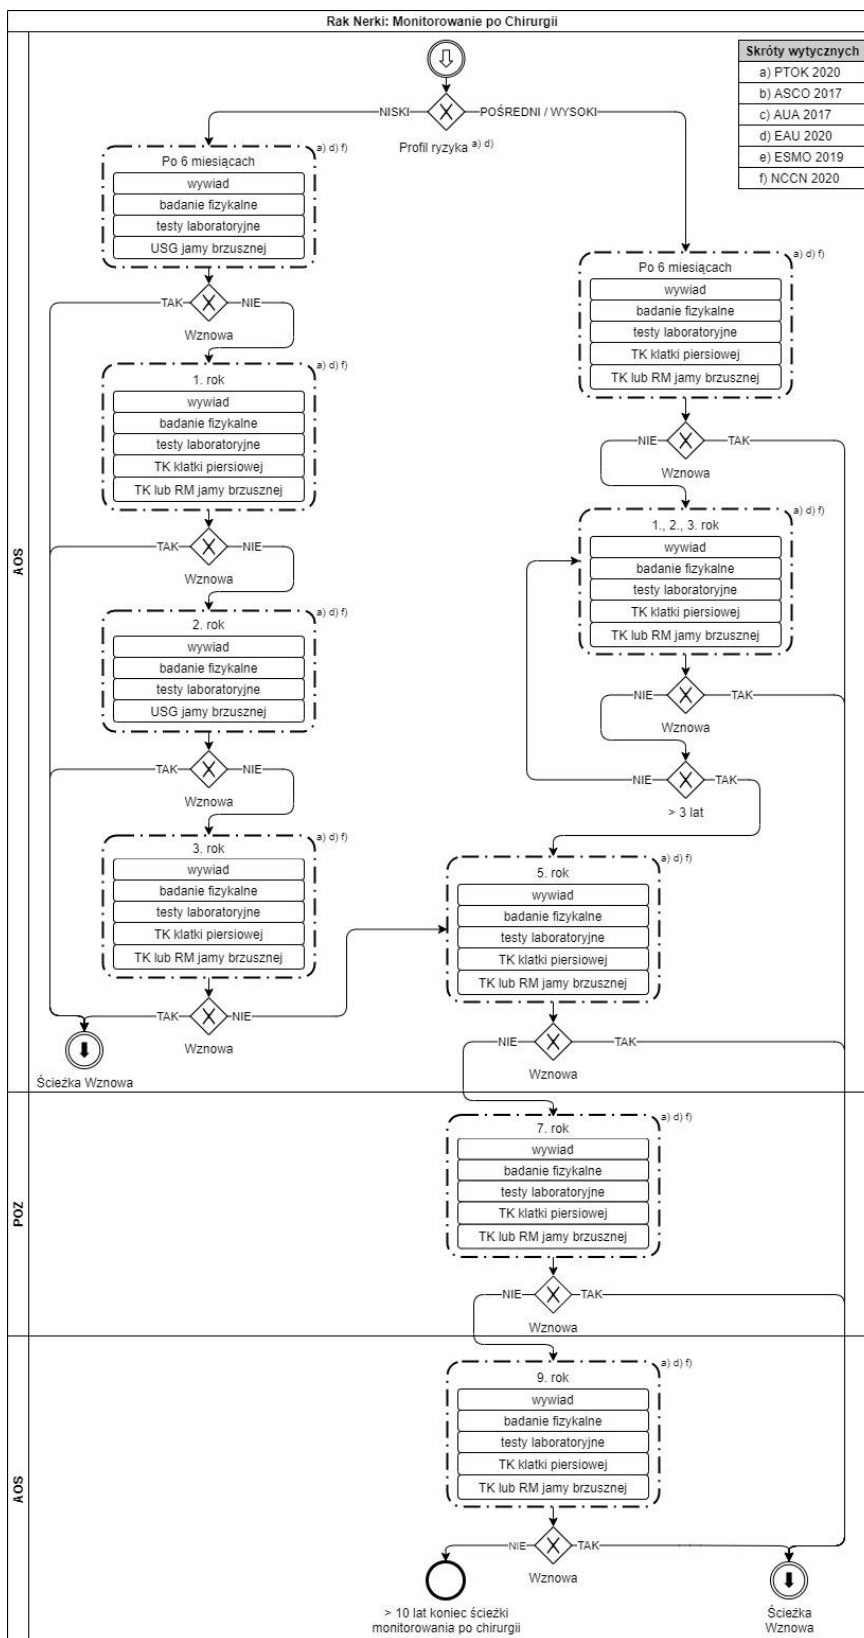 Rak Nerki: Monitorowanie po Chirurgii
Skróty wytycznych
a) PTOK 2020
b) ASCO 2017
c) AUA 2017
d) EAU 2020
e) ESMO 2019
f) NCCN 2020
NISKI
POŚREDNI / WYSOKI
Profil ryzyka a) d)
AOS
a) d) f)
Po 6 miesiącach
wywiad
badanie fizykalne
testy laboratoryjne
USG jamy brzusznej
TAK
NIE
Wznowa
a) d) f)
1. rok
wywiad
badanie fizykalne
testy laboratoryjne
TK klatki piersiowej
TK lub RM jamy brzusznej
TAK
NIE
Wznowa
a) d) f)
2. rok
wywiad
badanie fizykalne
testy laboratoryjne
USG jamy brzusznej
TAK
NIE
Wznowa
a) d) f)
3. rok
wywiad
badanie fizykalne
testy laboratoryjne
TK klatki piersiowej
TK lub RM jamy brzusznej
TAK
NIE
Wznowa
Ścieżka Wznowa
a) d) f)
Po 6 miesiącach
wywiad
badanie fizykalne
testy laboratoryjne
TK klatki piersiowej
TK lub RM jamy brzusznej
NIE
TAK
Wznowa
a) d) f)
1., 2., 3. rok
wywiad
badanie fizykalne
testy laboratoryjne
TK klatki piersiowej
TK lub RM jamy brzusznej
NIE
TAK
Wznowa
NIE
TAK
> 3 lat
a) d) f)
5. rok
wywiad
badanie fizykalne
testy laboratoryjne
TK klatki piersiowej
TK lub RM jamy brzusznej
NIE
TAK
Wznowa
POZ
a) d) f)
7. rok
wywiad
badanie fizykalne
testy laboratoryjne
TK klatki piersiowej
TK lub RM jamy brzusznej
NIE
TAK
Wznowa
AOS
a) d) f)
9. rok
wywiad
badanie fizykalne
testy laboratoryjne
TK klatki piersiowej
TK lub RM jamy brzusznej
NIE
TAK
Wznowa
> 10 lat koniec ścieżki
monitorowania po chirurgii
Ścieżka
Wznowa